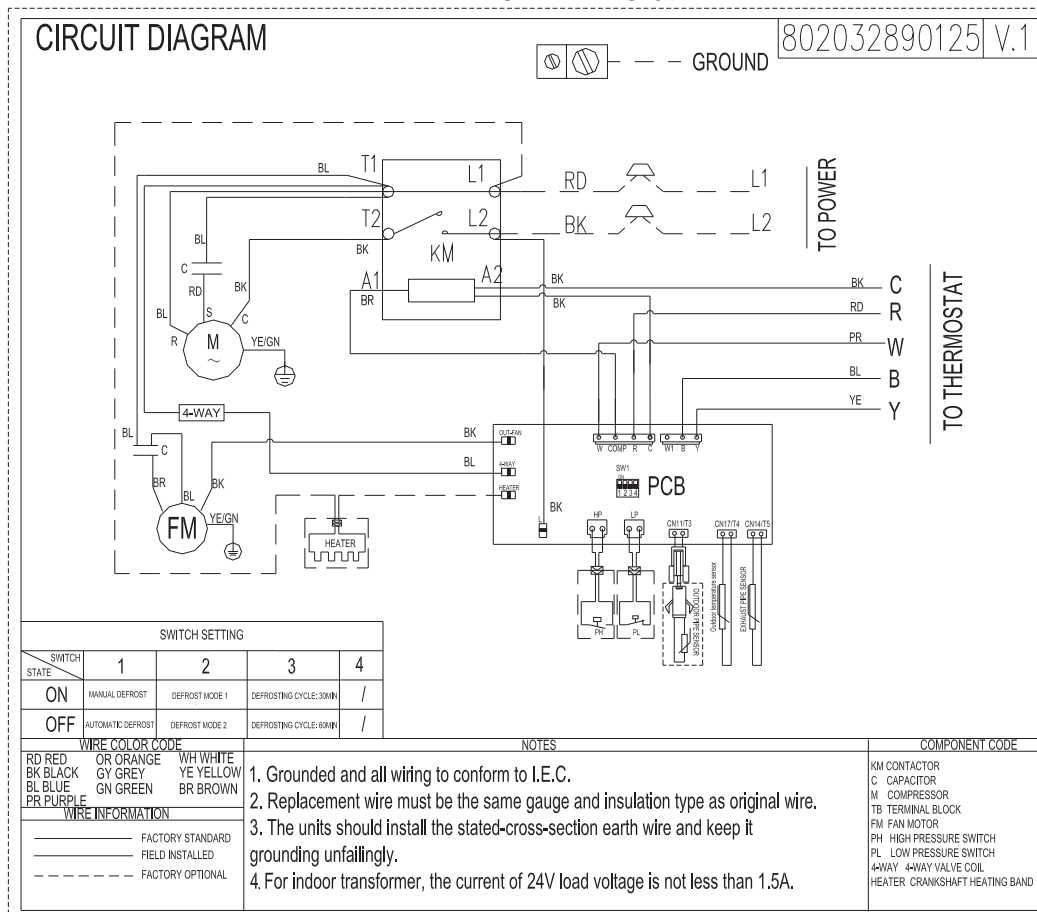 CIRCUIT DIAGRAM
802032890125 V.1
GROUND
T1 L1 RD L1
BL
T2 L2 BK L2
TO POWER
BK KM
A1 A2 BK
BR BK
BK C
RD R
PR W
BL B
YE Y
TO THERMOSTAT
BL
C
RD BK
BL S
R M C YE/GN
~
4-WAY
BL
C
BR BL BK
FM YE/GN
HEATER
BK OUT-FAN
BL 4-WAY
HEATER
BK
L
W COMP R C W1 B Y
SW1
ON
1 2 3 4
PCB
HP LP CN11/T3 CN17/T4 CN14/T5
PH PL
OUTDOOR PIPE SENSOR
Outdoor temperature sensor
EXHAUST PIPE SENSOR
SWITCH SETTING
SWITCH
STATE 1 2 3 4
ON MANUAL DEFROST DEFROST MODE 1 DEFROSTING CYCLE: 30MIN /
OFF AUTOMATIC DEFROST DEFROST MODE 2 DEFROSTING CYCLE: 60MIN /
WIRE COLOR CODE
RD RED OR ORANGE WH WHITE
BK BLACK GY GREY YE YELLOW
BL BLUE GN GREEN BR BROWN
PR PURPLE
WIRE INFORMATION
FACTORY STANDARD
FIELD INSTALLED
FACTORY OPTIONAL
NOTES
1. Grounded and all wiring to conform to I.E.C.
2. Replacement wire must be the same gauge and insulation type as original wire.
3. The units should install the stated-cross-section earth wire and keep it
grounding unfailingly.
4. For indoor transformer, the current of 24V load voltage is not less than 1.5A.
COMPONENT CODE
KM CONTACTOR
C CAPACITOR
M COMPRESSOR
TB TERMINAL BLOCK
FM FAN MOTOR
PH HIGH PRESSURE SWITCH
PL LOW PRESSURE SWITCH
4-WAY 4-WAY VALVE COIL
HEATER CRANKSHAFT HEATING BAND